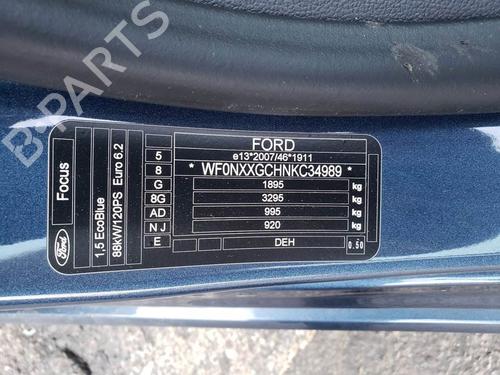 FORD
5 e13*2007/46*1911
8 * WF0NXXGCHNKC34989 *
G 1895 kg
8G 3295 kg
AD 995 kg
N J 920 kg
E DEH 0.50
Focus
1,5 EcoBlue
88kW/120PS Euro 6.2
Ford
B-PARTS